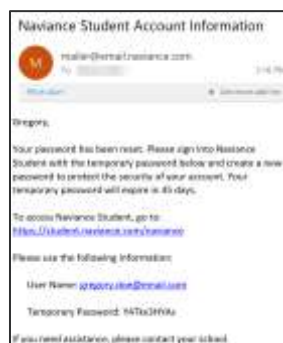 Naviance Student Account Information
M
To
Gregory,
Your password has been reset. Please sign into Naviance
Student with the temporary password below and create a new
password to protect the security of your account. Your
temporary password will expire in 45 days.
To access Naviance Student, go to:
https://student.naviance.com/naviance
Please use the following information:
User Name:
Temporary Password:
If you need assistance, please contact your school.